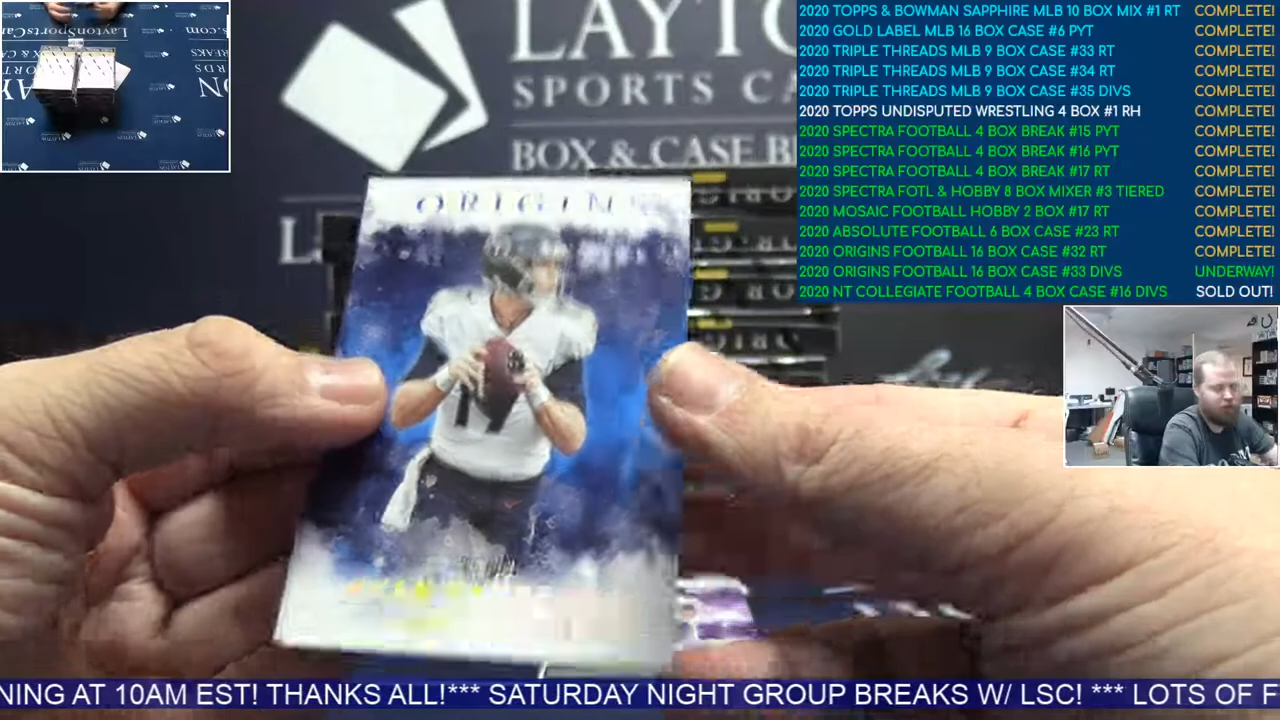 LAYTO
SPORTS CA
BOX & CASE B
ORIGINS
17
2020 TOPPS & BOWMAN SAPPHIRE MLB 10 BOX MIX #1 RT COMPLETE!
2020 GOLD LABEL MLB 16 BOX CASE #6 PYT COMPLETE!
2020 TRIPLE THREADS MLB 9 BOX CASE #33 RT COMPLETE!
2020 TRIPLE THREADS MLB 9 BOX CASE #34 RT COMPLETE!
2020 TRIPLE THREADS MLB 9 BOX CASE #35 DIVS COMPLETE!
2020 TOPPS UNDISPUTED WRESTLING 4 BOX #1 RH COMPLETE!
2020 SPECTRA FOOTBALL 4 BOX BREAK #15 PYT COMPLETE!
2020 SPECTRA FOOTBALL 4 BOX BREAK #16 PYT COMPLETE!
2020 SPECTRA FOOTBALL 4 BOX BREAK #17 RT COMPLETE!
2020 SPECTRA FOTL & HOBBY 8 BOX MIXER #3 TIERED COMPLETE!
2020 MOSAIC FOOTBALL HOBBY 2 BOX #17 RT COMPLETE!
2020 ABSOLUTE FOOTBALL 6 BOX CASE #23 RT COMPLETE!
2020 ORIGINS FOOTBALL 16 BOX CASE #32 RT COMPLETE!
2020 ORIGINS FOOTBALL 16 BOX CASE #33 DIVS UNDERWAY!
2020 NT COLLEGIATE FOOTBALL 4 BOX CASE #16 DIVS SOLD OUT!
NING AT 10AM EST! THANKS ALL!*** SATURDAY NIGHT GROUP BREAKS W/ LSC! *** LOTS OF F